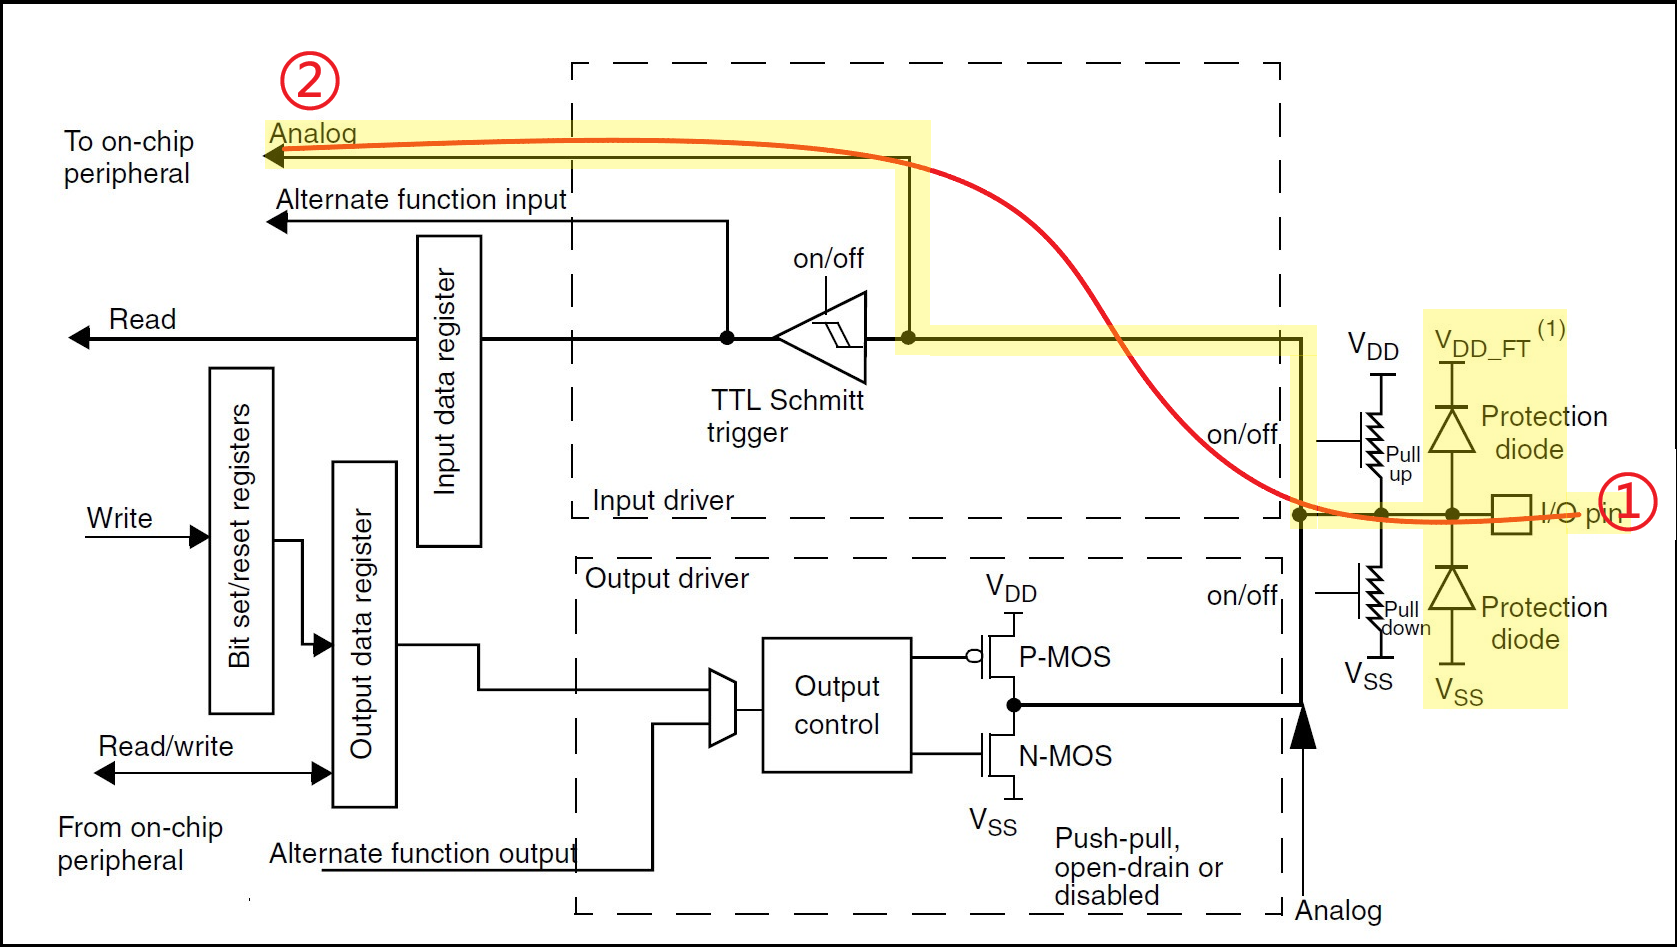 ②
Analog
To on-chip
peripheral
Alternate function input
on/off
Read
Input data register
TTL Schmitt
trigger
Input driver
on/off
VDD
Pull
up
VDD_FT (1)
Protection
diode
I/O pin
①
Write
Bit set/reset registers
Output data register
Output driver
VDD
on/off
Pull
down
VSS
Protection
diode
VSS
Output
control
P-MOS
N-MOS
VSS
Read/write
From on-chip
peripheral
Alternate function output
Push-pull,
open-drain or
disabled
Analog